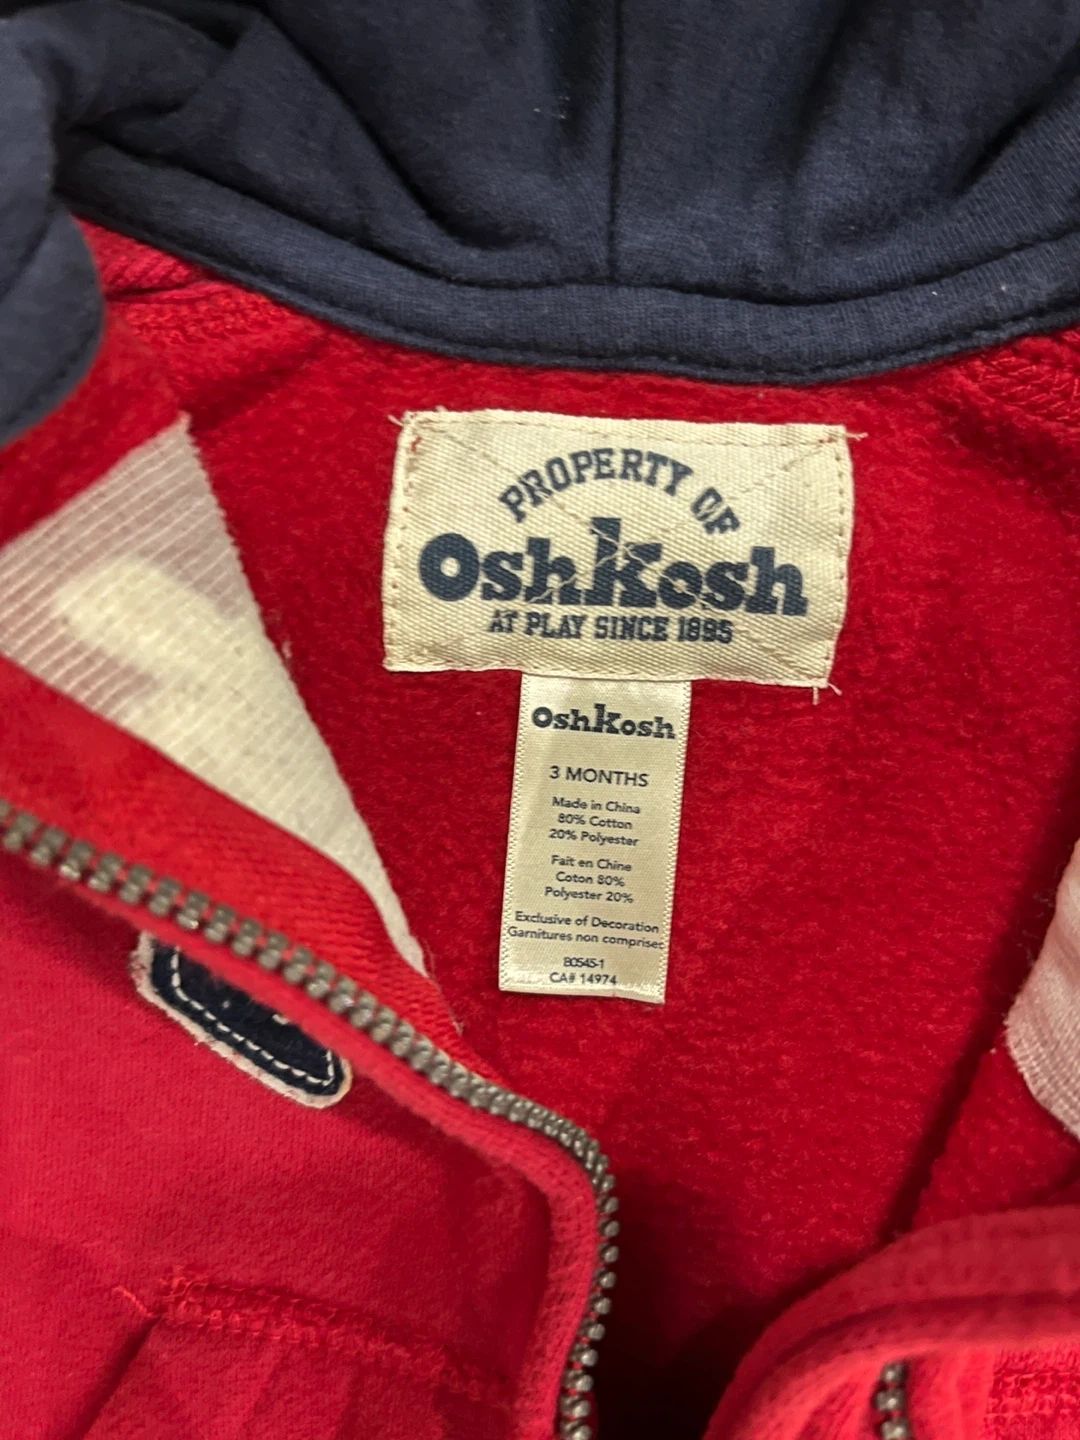 PROPERTY OF
OshKosh
AT PLAY SINCE 1895
OshKosh
3 MONTHS
Made in China
80% Cotton
20% Polyester
Fait en Chine
Coton 80%
Polyester 20%
Exclusive of Decoration
Garnitures non comprises
80545-1
CA# 14974